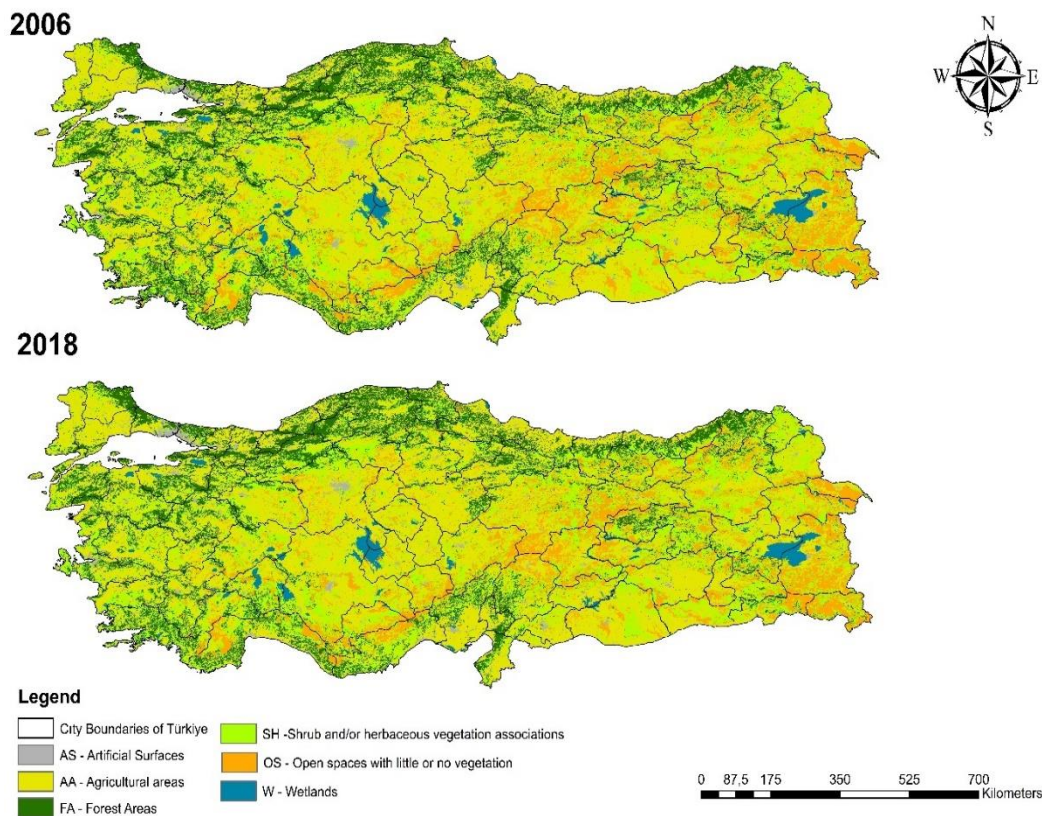 2006
N
W E
S
2018
Legend
City Boundaries of Türkiye
AS - Artificial Surfaces
AA - Agricultural areas
FA - Forest Areas
SH -Shrub and/or herbaceous vegetation associations
OS - Open spaces with little or no vegetation
W - Wetlands
0 87,5 175 350 525 700
Kilometers